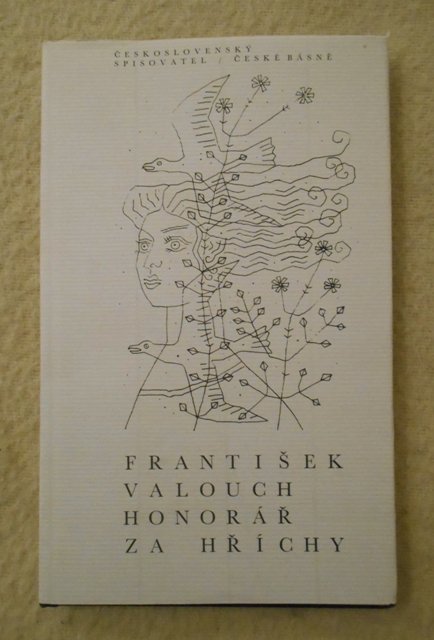 ČESKOSLOVENSKÝ
SPISOVATEL / ČESKÉ BÁSNĚ
FRANTIŠEK
VALOUCH
HONORÁŘ
ZA HŘÍCHY